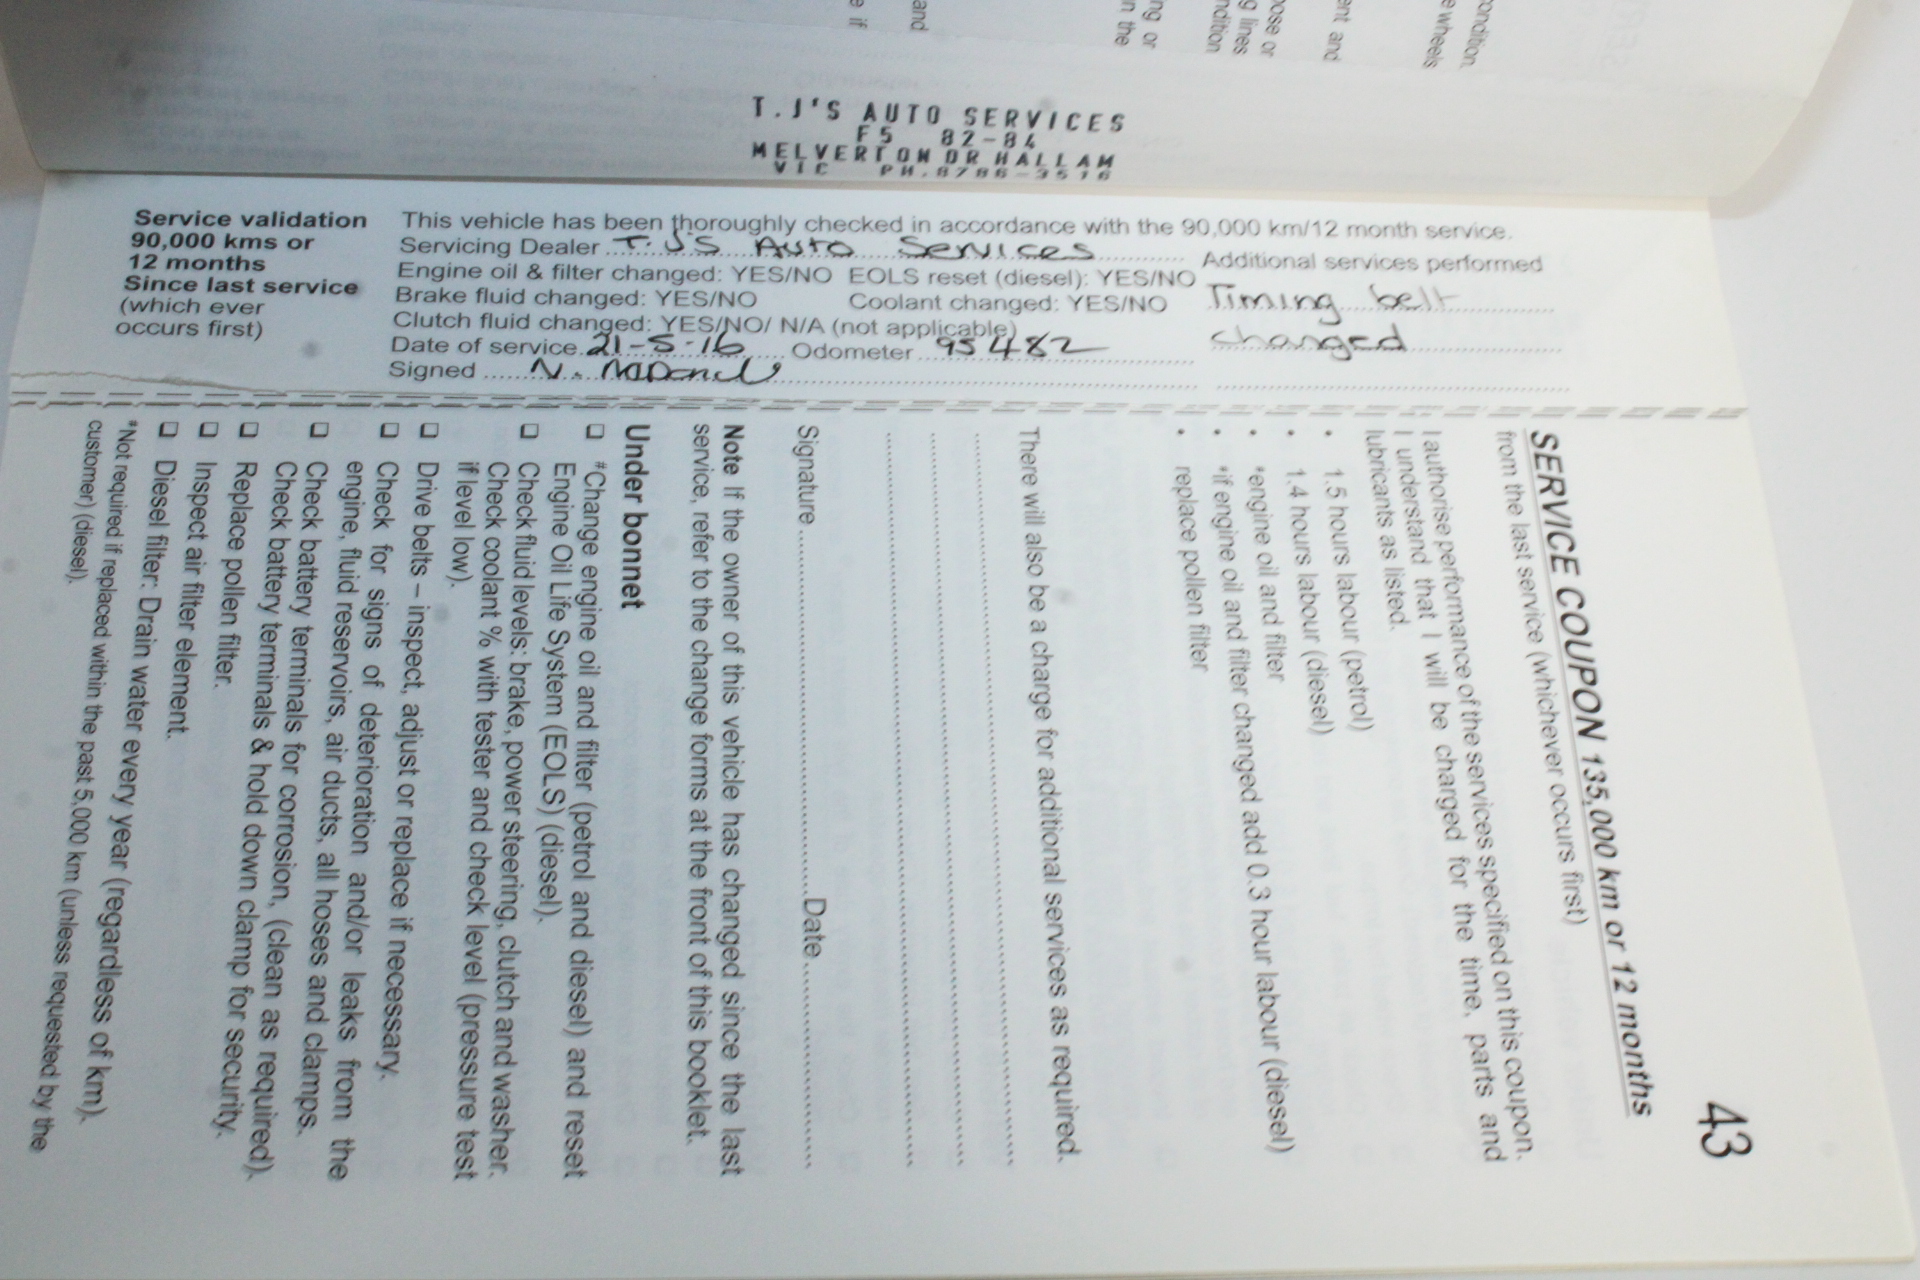 e if
and
n the
ng or
ndition
g lines
pose or
ent and
e wheels
condition.
T.J'S AUTO SERVICES
F5 82-84
MELVERTON DR HALLAM
VIC PH.8786-3516
Service validation
90,000 kms or
12 months
Since last service
(which ever
occurs first)
This vehicle has been thoroughly checked in accordance with the 90,000 km/12 month service.
Servicing Dealer T.J'S Auto Services
Engine oil & filter changed: YES/NO EOLS reset (diesel): YES/NO
Brake fluid changed: YES/NO Coolant changed: YES/NO
Clutch fluid changed: YES/NO/ N/A (not applicable)
Date of service 21-5-16 Odometer 95482
Signed N.
Additional services performed
Timing belt
changed
43
SERVICE COUPON 135,000 km or 12 months
from the last service (whichever occurs first)
I authorise performance of the services specified on this coupon.
I understand that I will be charged for the time, parts and
lubricants as listed.
• 1.5 hours labour (petrol)
• 1.4 hours labour (diesel)
• *engine oil and filter
• *if engine oil and filter changed add 0.3 hour labour (diesel)
• replace pollen filter
There will also be a charge for additional services as required.
Signature ........ Date ........
Note If the owner of this vehicle has changed since the last
service, refer to the change forms at the front of this booklet.
Under bonnet
❑ *Change engine oil and filter (petrol and diesel) and reset
Engine Oil Life System (EOLS) (diesel).
❑ Check fluid levels: brake, power steering, clutch and washer.
Check coolant % with tester and check level (pressure test
if level low).
❑ Drive belts – inspect, adjust or replace if necessary.
❑ Check for signs of deterioration and/or leaks from the
engine, fluid reservoirs, air ducts, all hoses and clamps.
❑ Check battery terminals for corrosion, (clean as required).
Check battery terminals & hold down clamp for security.
❑ Replace pollen filter.
❑ Inspect air filter element.
❑ Diesel filter: Drain water every year (regardless of km).
*Not required if replaced within the past 5,000 km (unless requested by the
customer) (diesel).